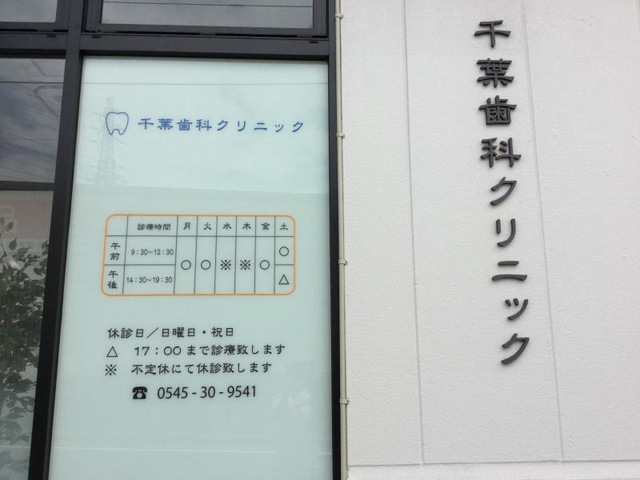 千葉歯科クリニック
診療時間 月 火 水 木 金 土
午前 9:30～12:30 ○ ○ ※ ※ ○ ○
午後 14:30～19:30 △
休診日／日曜日・祝日
△ 17:00まで診療致します
※ 不定休にて休診致します
☎ 0545-30-9541
千葉歯科クリニック